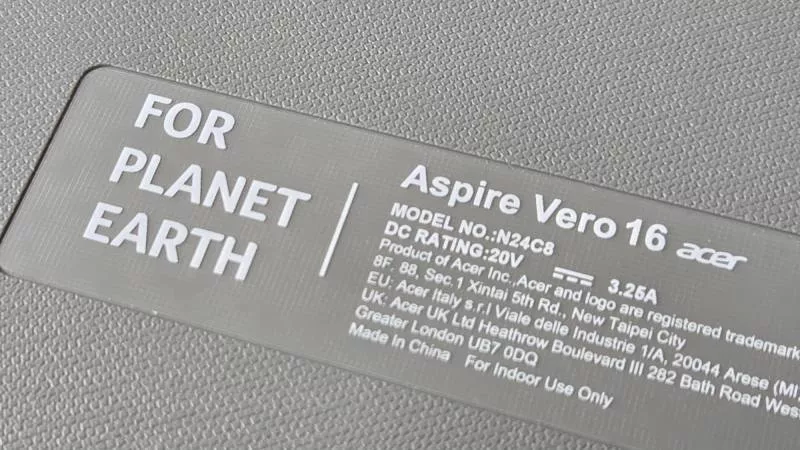 FOR
PLANET
EARTH
Aspire Vero 16 acer
MODEL NO.:N24C8
DC RATING:20V ⎓ 3.25A
Product of Acer Inc.,Acer and logo are registered trademark
8F, 88, Sec.1 Xintai 5th Rd., New Taipei City
EU: Acer Italy s.r.l Viale delle Industrie 1/A, 20044 Arese (MI)
UK: Acer UK Ltd Heathrow Boulevard III 282 Bath Road West
Greater London UB7 0DQ
Made In China For Indoor Use Only